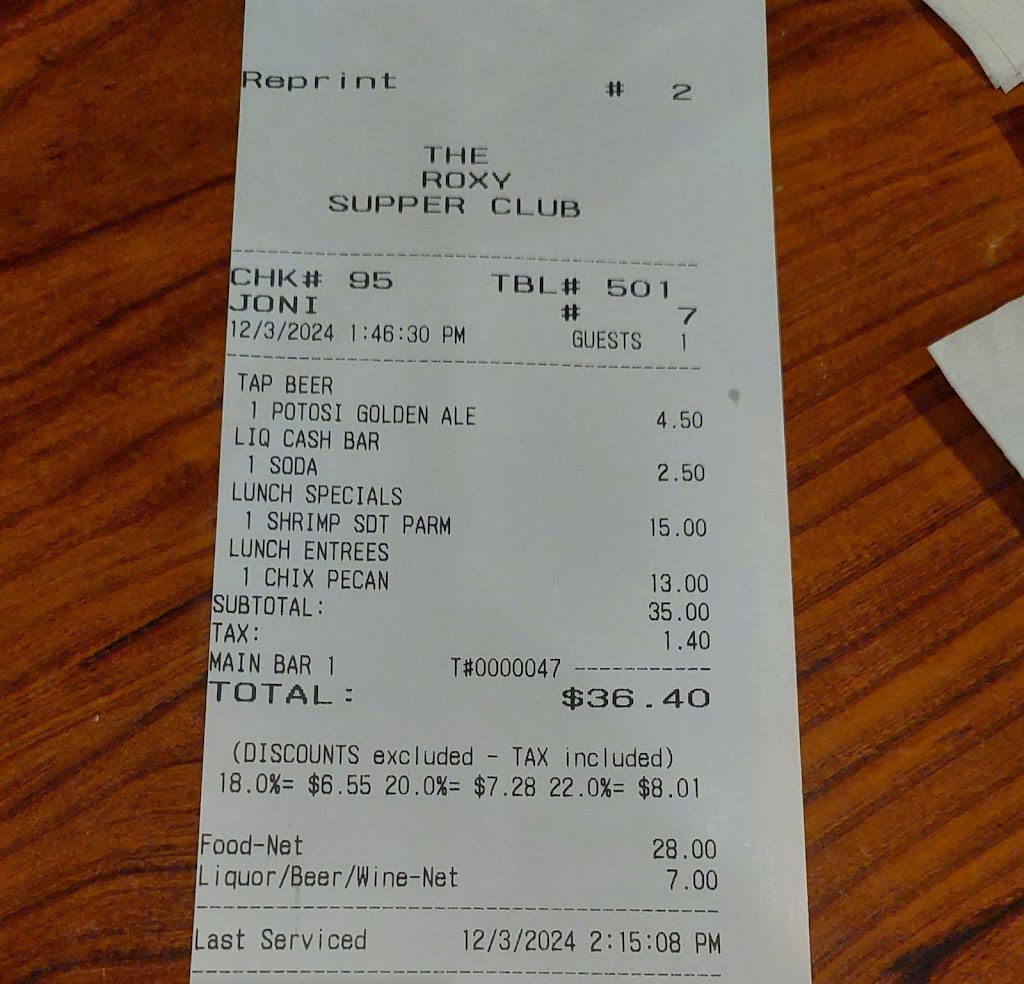 Reprint # 2
THE
ROXY
SUPPER CLUB
CHK# 95 TBL# 501
JONI # 7
12/3/2024 1:46:30 PM GUESTS 1
TAP BEER
1 POTOSI GOLDEN ALE 4.50
LIQ CASH BAR
1 SODA 2.50
LUNCH SPECIALS
1 SHRIMP SDT PARM 15.00
LUNCH ENTREES
1 CHIX PECAN 13.00
SUBTOTAL: 35.00
TAX: 1.40
MAIN BAR 1 T#0000047 -----------
TOTAL: $36.40
(DISCOUNTS excluded - TAX included)
18.0%= $6.55 20.0%= $7.28 22.0%= $8.01
Food-Net 28.00
Liquor/Beer/Wine-Net 7.00
Last Serviced 12/3/2024 2:15:08 PM